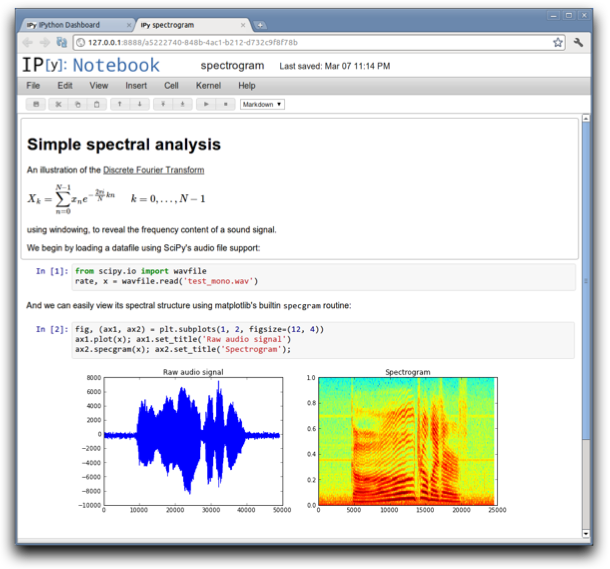 IPy IPython Dashboard
IPy spectrogram
127.0.0.1:8888/a5222740-848b-4ac1-b212-d732c9f8f78b
IP[y]: Notebook
spectrogram
Last saved: Mar 07 11:14 PM
File Edit View Insert Cell Kernel Help
Markdown
Simple spectral analysis
An illustration of the Discrete Fourier Transform
X_k = \sum_{n=0}^{N-1} x_n e^{-\frac{2\pi i}{N} kn} k = 0, . . . , N − 1
using windowing, to reveal the frequency content of a sound signal.
We begin by loading a datafile using SciPy's audio file support:
In [1]: from scipy.io import wavfile
rate, x = wavfile.read('test_mono.wav')
And we can easily view its spectral structure using matplotlib's builtin specgram routine:
In [2]: fig, (ax1, ax2) = plt.subplots(1, 2, figsize=(12, 4))
ax1.plot(x); ax1.set_title('Raw audio signal')
ax2.specgram(x); ax2.set_title('Spectrogram');
Raw audio signal
8000
6000
4000
2000
0
−2000
−4000
−6000
−8000
−10000
0 10000 20000 30000 40000 50000
Spectrogram
1.0
0.8
0.6
0.4
0.2
0.0
0 5000 10000 15000 20000 25000